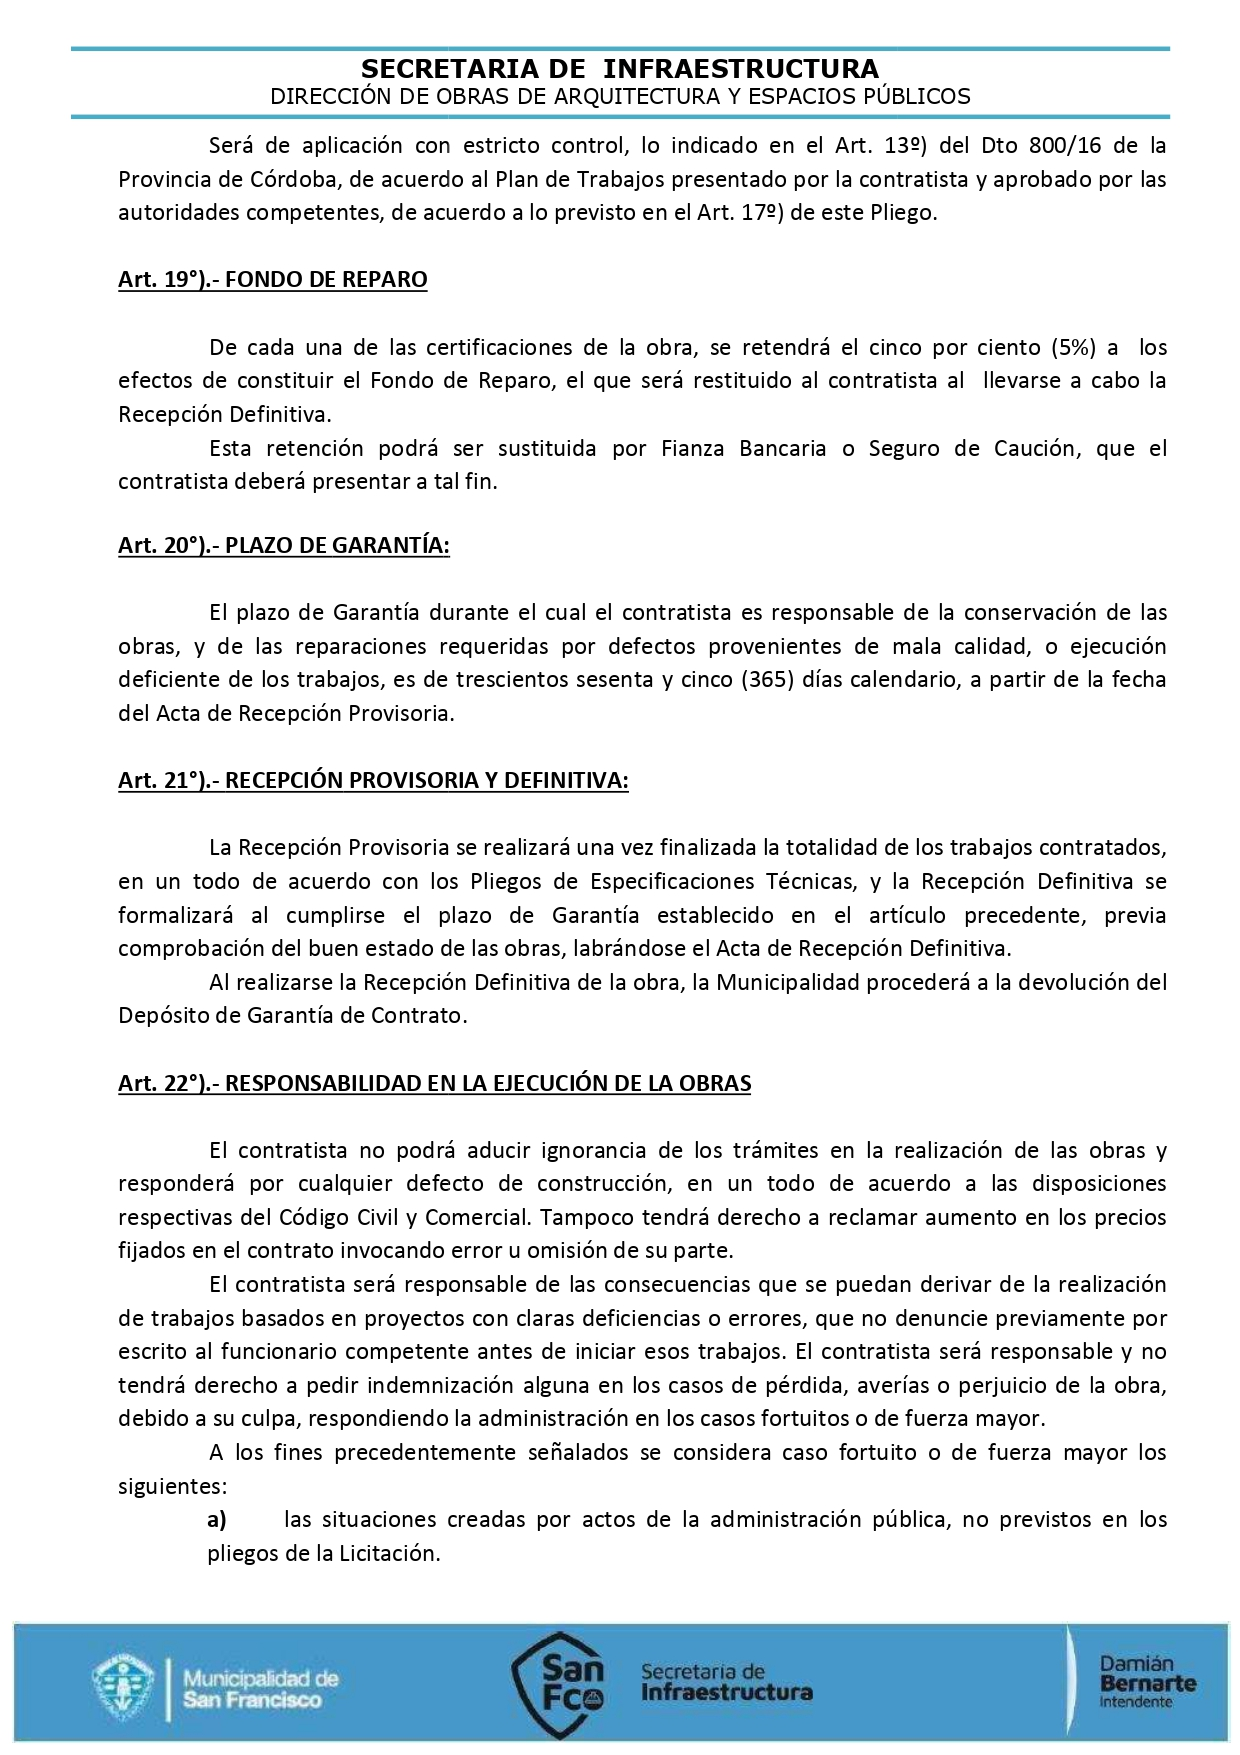 SECRETARIA DE  INFRAESTRUCTURA
DIRECCIÓN DE OBRAS DE ARQUITECTURA Y ESPACIOS PÚBLICOS
Será de aplicación con estricto control, lo indicado en el Art. 13º) del Dto 800/16 de la
Provincia de Córdoba, de acuerdo al Plan de Trabajos presentado por la contratista y aprobado por las
autoridades competentes, de acuerdo a lo previsto en el Art. 17º) de este Pliego.
Art. 19°).- FONDO DE REPARO
De cada una de las certificaciones de la obra, se retendrá el cinco por ciento (5%) a  los
efectos de constituir el Fondo de Reparo, el que será restituido al contratista al  llevarse a cabo la
Recepción Definitiva.
Esta retención podrá ser sustituida por Fianza Bancaria o Seguro de Caución, que el
contratista deberá presentar a tal fin.
Art. 20°).- PLAZO DE GARANTÍA:
El plazo de Garantía durante el cual el contratista es responsable de la conservación de las
obras, y de las reparaciones requeridas por defectos provenientes de mala calidad, o ejecución
deficiente de los trabajos, es de trescientos sesenta y cinco (365) días calendario, a partir de la fecha
del Acta de Recepción Provisoria.
Art. 21°).- RECEPCIÓN PROVISORIA Y DEFINITIVA:
La Recepción Provisoria se realizará una vez finalizada la totalidad de los trabajos contratados,
en un todo de acuerdo con los Pliegos de Especificaciones Técnicas, y la Recepción Definitiva se
formalizará al cumplirse el plazo de Garantía establecido en el artículo precedente, previa
comprobación del buen estado de las obras, labrándose el Acta de Recepción Definitiva.
Al realizarse la Recepción Definitiva de la obra, la Municipalidad procederá a la devolución del
Depósito de Garantía de Contrato.
Art. 22°).- RESPONSABILIDAD EN LA EJECUCIÓN DE LA OBRAS
El contratista no podrá aducir ignorancia de los trámites en la realización de las obras y
responderá por cualquier defecto de construcción, en un todo de acuerdo a las disposiciones
respectivas del Código Civil y Comercial. Tampoco tendrá derecho a reclamar aumento en los precios
fijados en el contrato invocando error u omisión de su parte.
El contratista será responsable de las consecuencias que se puedan derivar de la realización
de trabajos basados en proyectos con claras deficiencias o errores, que no denuncie previamente por
escrito al funcionario competente antes de iniciar esos trabajos. El contratista será responsable y no
tendrá derecho a pedir indemnización alguna en los casos de pérdida, averías o perjuicio de la obra,
debido a su culpa, respondiendo la administración en los casos fortuitos o de fuerza mayor.
A los fines precedentemente señalados se considera caso fortuito o de fuerza mayor los
siguientes:
a) las situaciones creadas por actos de la administración pública, no previstos en los
pliegos de la Licitación.
Municipalidad de
San Francisco
San
Fco
Secretaría de
Infraestructura
Damián
Bernarte
Intendente